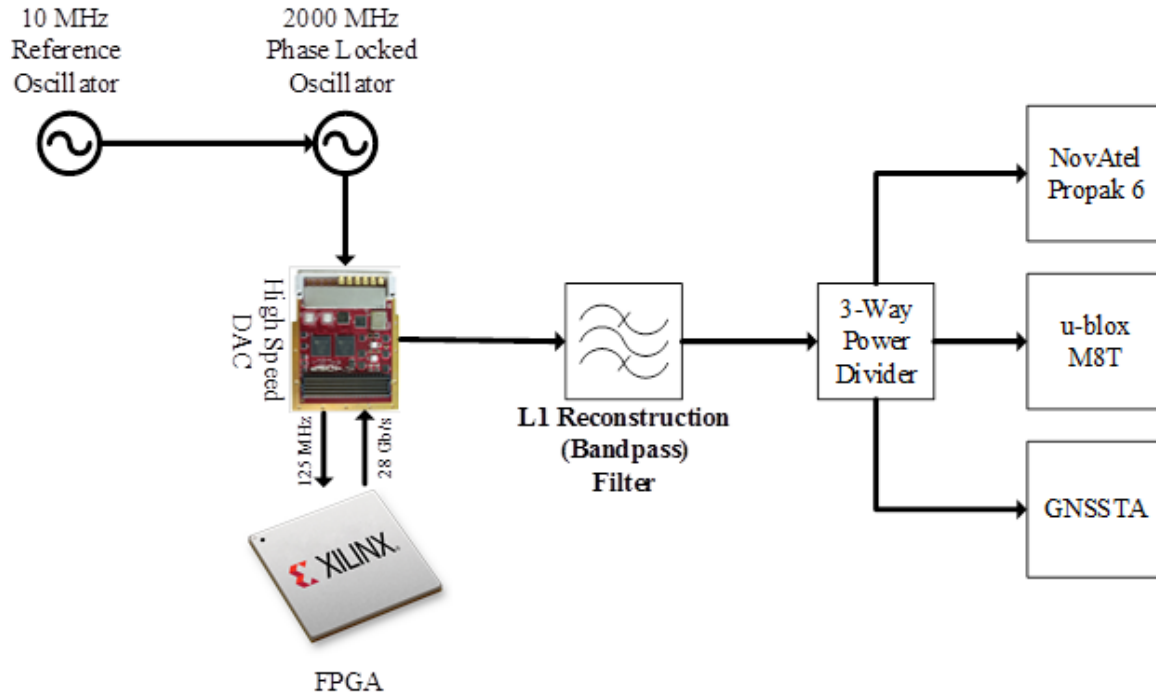 10 MHz
Reference
Oscillator
2000 MHz
Phase Locked
Oscillator
High Speed
DAC
125 MHz
28 Gb/s
XILINX®
FPGA
L1 Reconstruction
(Bandpass)
Filter
3-Way
Power
Divider
NovAtel
Propak 6
u-blox
M8T
GNSSTA